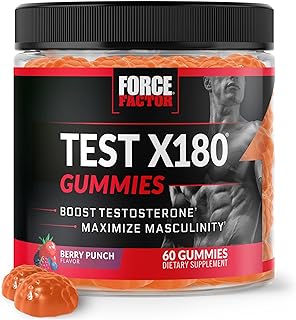 FORCE
FACTOR
TEST X180®
GUMMIES
BOOST TESTOSTERONE*
MAXIMIZE MASCULINITY*
BERRY PUNCH
FLAVOR
60 GUMMIES
DIETARY SUPPLEMENT